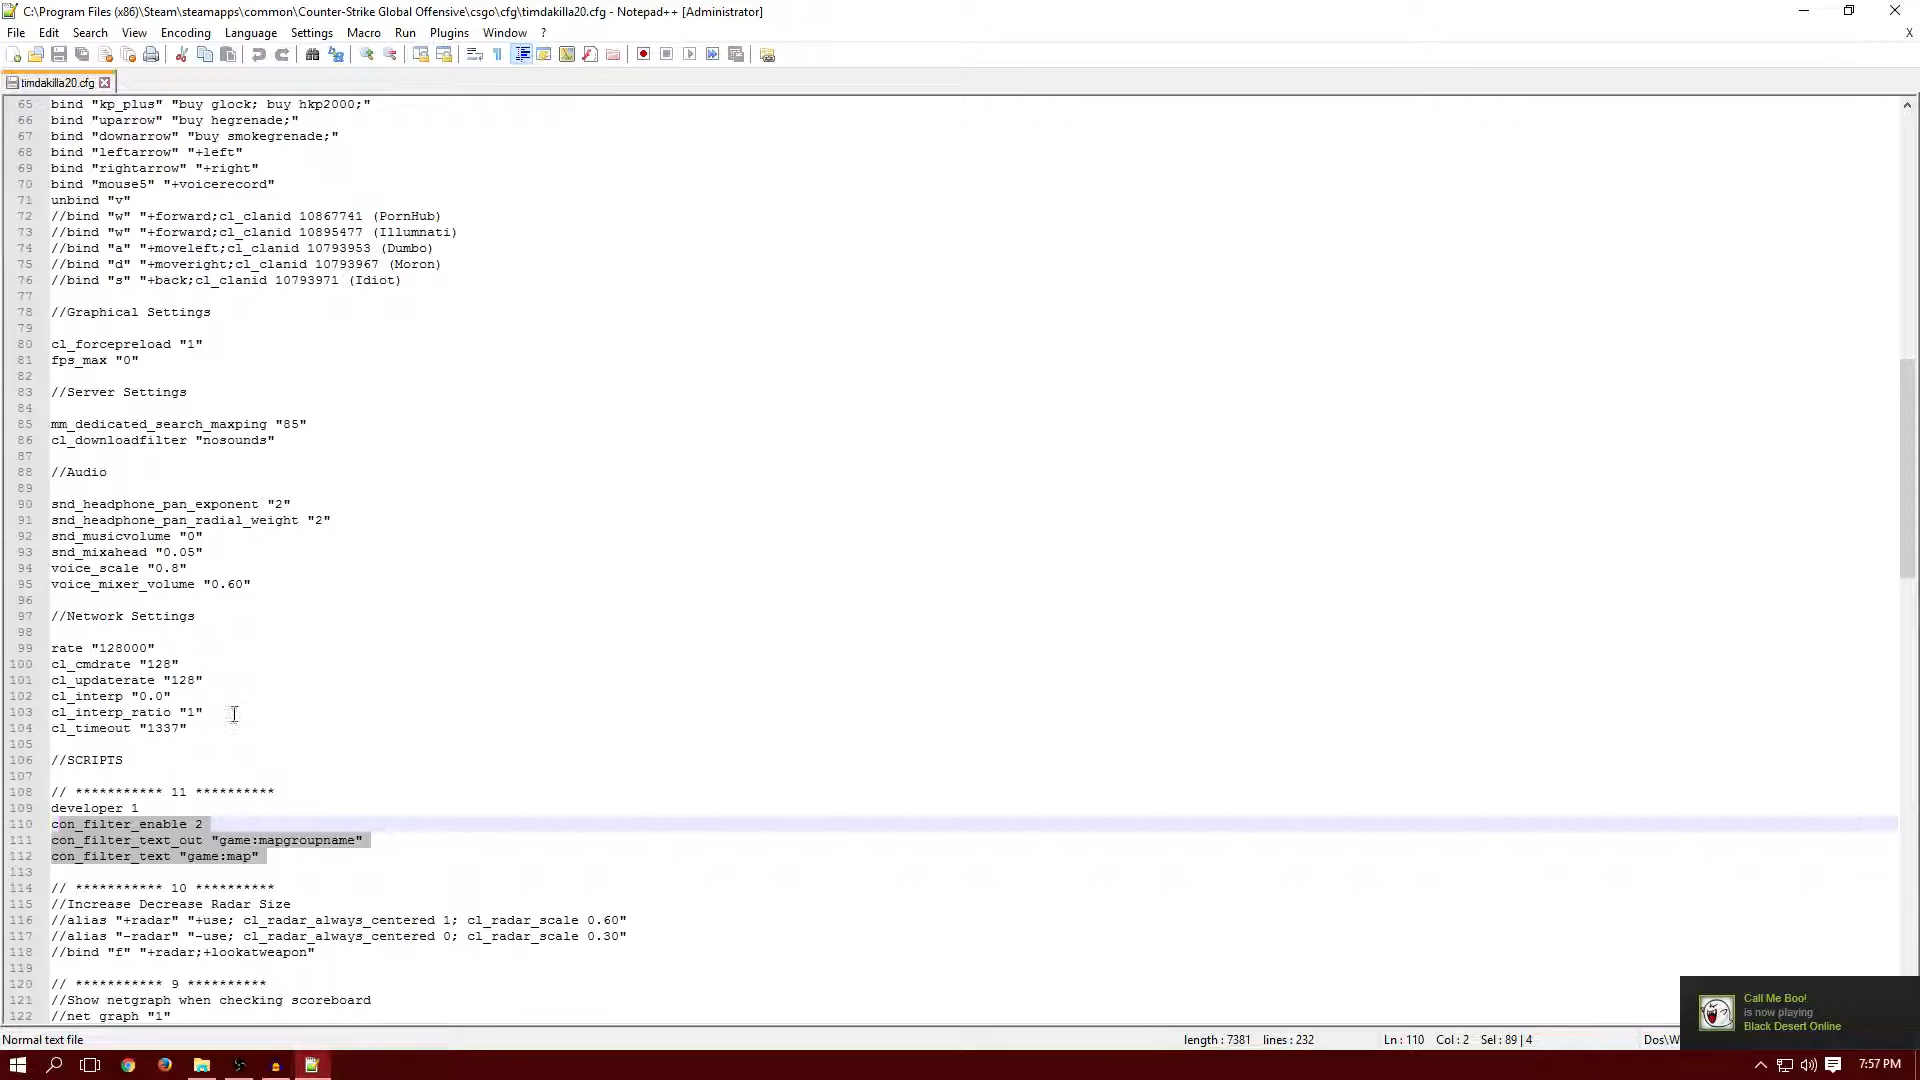 C:\Program Files (x86)\Steam\steamapps\common\Counter-Strike Global Offensive\csgo\cfg\timdakilla20.cfg - Notepad++ [Administrator]
File Edit Search View Encoding Language Settings Macro Run Plugins Window ? X
timdakilla20.cfg
65 bind "kp_plus" "buy glock; buy hkp2000;"
66 bind "uparrow" "buy hegrenade;"
67 bind "downarrow" "buy smokegrenade;"
68 bind "leftarrow" "+left"
69 bind "rightarrow" "+right"
70 bind "mouse5" "+voicerecord"
71 unbind "v"
72 //bind "w" "+forward;cl_clanid 10867741 (PornHub)
73 //bind "w" "+forward;cl_clanid 10895477 (Illumnati)
74 //bind "a" "+moveleft;cl_clanid 10793953 (Dumbo)
75 //bind "d" "+moveright;cl_clanid 10793967 (Moron)
76 //bind "s" "+back;cl_clanid 10793971 (Idiot)
77
78 //Graphical Settings
79
80 cl_forcepreload "1"
81 fps_max "0"
82
83 //Server Settings
84
85 mm_dedicated_search_maxping "85"
86 cl_downloadfilter "nosounds"
87
88 //Audio
89
90 snd_headphone_pan_exponent "2"
91 snd_headphone_pan_radial_weight "2"
92 snd_musicvolume "0"
93 snd_mixahead "0.05"
94 voice_scale "0.8"
95 voice_mixer_volume "0.60"
96
97 //Network Settings
98
99 rate "128000"
100 cl_cmdrate "128"
101 cl_updaterate "128"
102 cl_interp "0.0"
103 cl_interp_ratio "1"
104 cl_timeout "1337"
105
106 //SCRIPTS
107
108 // *********** 11 **********
109 developer 1
110 con_filter_enable 2
111 con_filter_text_out "game:mapgroupname"
112 con_filter_text "game:map"
113
114 // *********** 10 **********
115 //Increase Decrease Radar Size
116 //alias "+radar" "+use; cl_radar_always_centered 1; cl_radar_scale 0.60"
117 //alias "-radar" "-use; cl_radar_always_centered 0; cl_radar_scale 0.30"
118 //bind "f" "+radar;+lookatweapon"
119
120 // *********** 9 **********
121 //Show netgraph when checking scoreboard
122 //net graph "1"
Call Me Boo!
is now playing
Black Desert Online
Normal text file length : 7381 lines : 232 Ln : 110 Col : 2 Sel : 89 | 4 Dos\W
7:57 PM